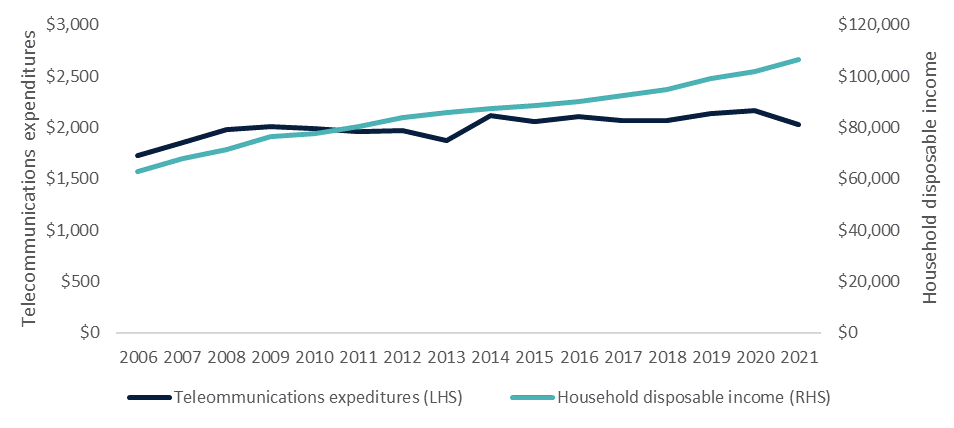 Telecommunications expenditures
$3,000
$2,500
$2,000
$1,500
$1,000
$500
$0
$120,000
$100,000
$80,000
$60,000
$40,000
$20,000
$0
Household disposable income
2006 2007 2008 2009 2010 2011 2012 2013 2014 2015 2016 2017 2018 2019 2020 2021
Teleommunications expeditures (LHS)
Household disposable income (RHS)